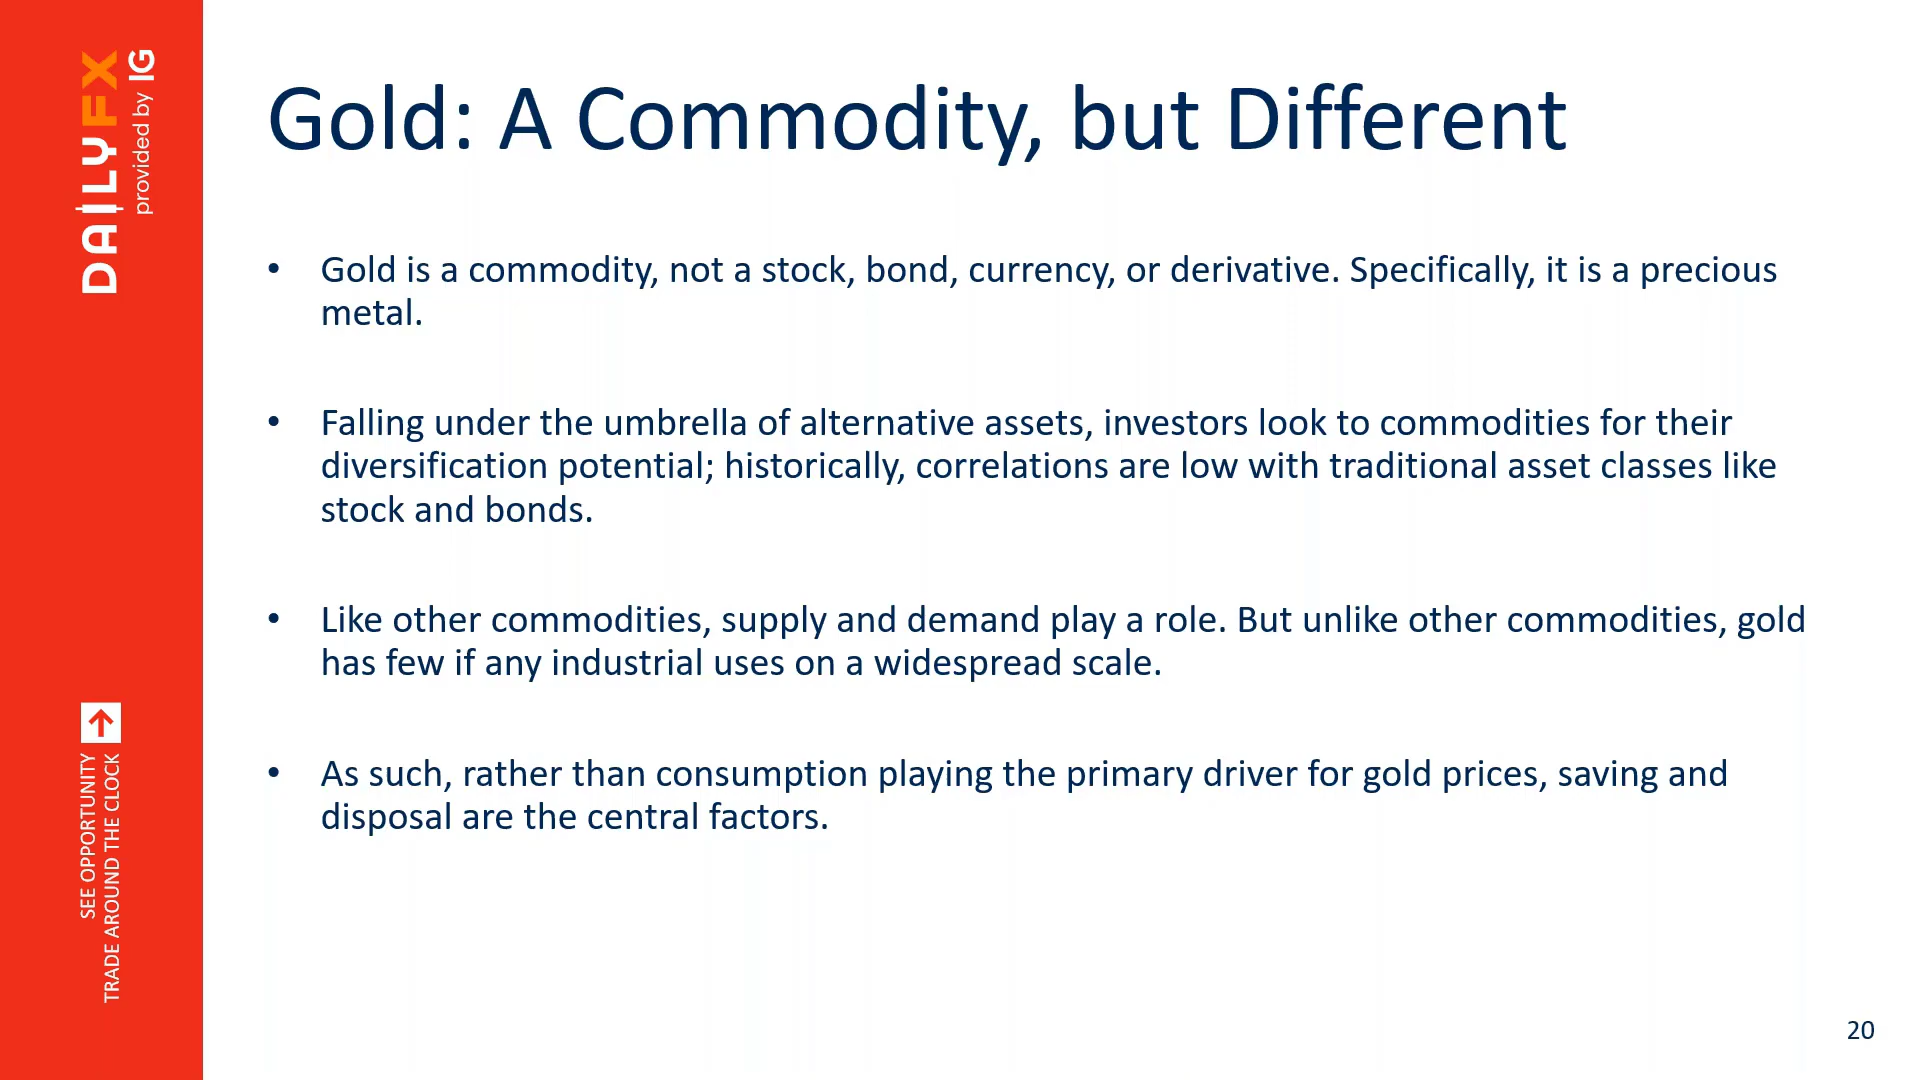 DAILYFX
provided by IG
Gold: A Commodity, but Different
• Gold is a commodity, not a stock, bond, currency, or derivative. Specifically, it is a precious
metal.
• Falling under the umbrella of alternative assets, investors look to commodities for their
diversification potential; historically, correlations are low with traditional asset classes like
stock and bonds.
• Like other commodities, supply and demand play a role. But unlike other commodities, gold
has few if any industrial uses on a widespread scale.
• As such, rather than consumption playing the primary driver for gold prices, saving and
disposal are the central factors.
SEE OPPORTUNITY
TRADE AROUND THE CLOCK
20